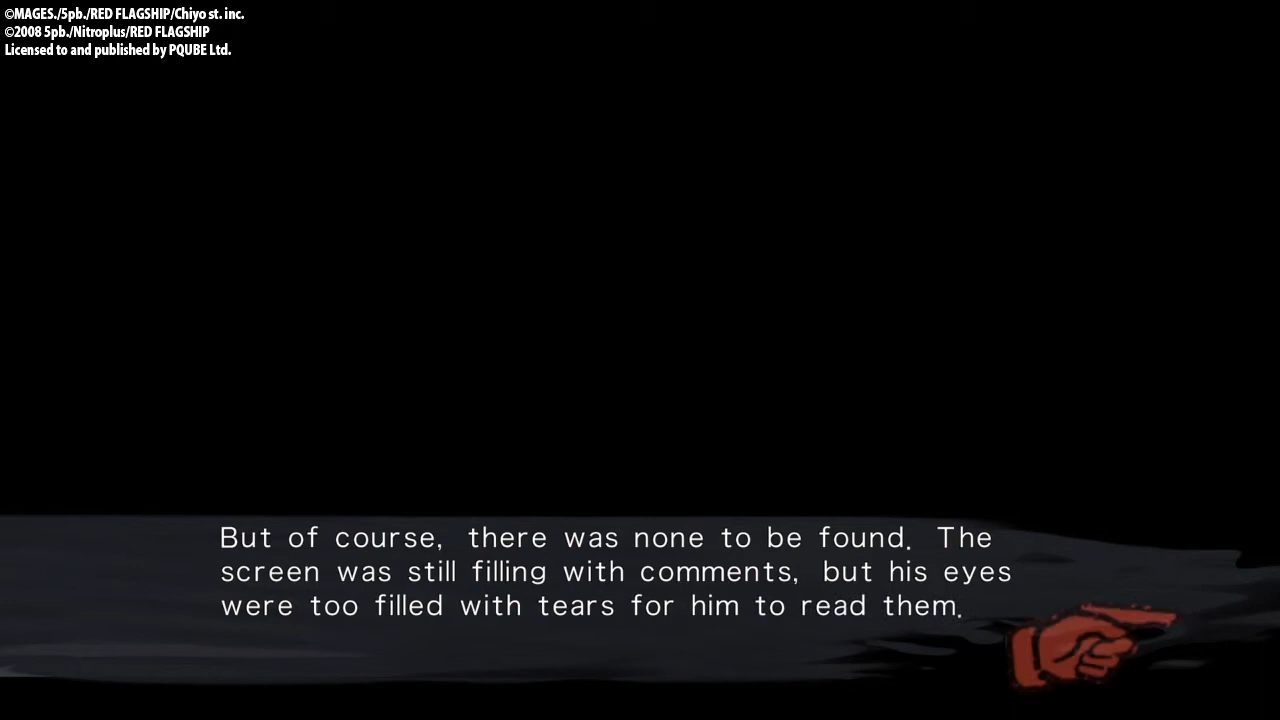 ©MAGES./5pb./RED FLAGSHIP/Chiyo st. inc.
©2008 5pb./Nitroplus/RED FLAGSHIP
Licensed to and published by PQUBE Ltd.
But of course, there was none to be found. The
screen was still filling with comments, but his eyes
were too filled with tears for him to read them.